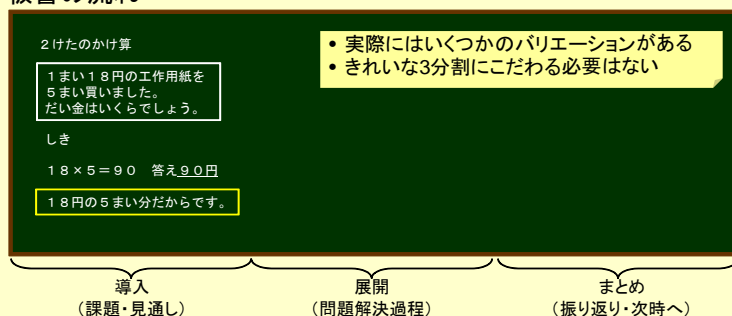 ２けたのかけ算
１まい１８円の工作用紙を
５まい買いました。
だい金はいくらでしょう。
しき
１８×５＝９０　答え９０円
１８円の５まい分だからです。
• 実際にはいくつかのバリエーションがある
• きれいな3分割にこだわる必要はない
導入
（課題・見通し）
展開
（問題解決過程）
まとめ
（振り返り・次時へ）